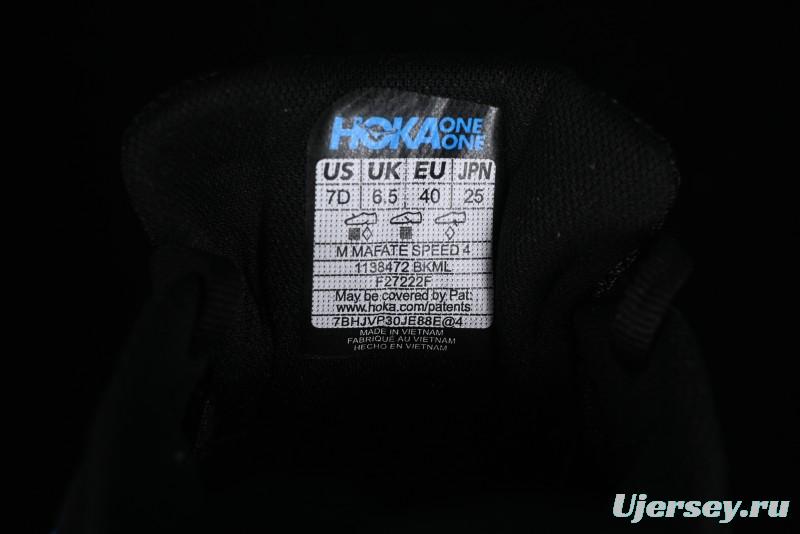 HOKA ONE ONE
US UK EU JPN
7D 6.5 40 25
M MAFATE SPEED 4
1138472 BKML
F27222F
May be covered by Pat:
www.hoka.com/patents
7BHJVP30JE88E@4
MADE IN VIETNAM
FABRIQUÉ AU VIETNAM
HECHO EN VIETNAM
Ujersey.ru